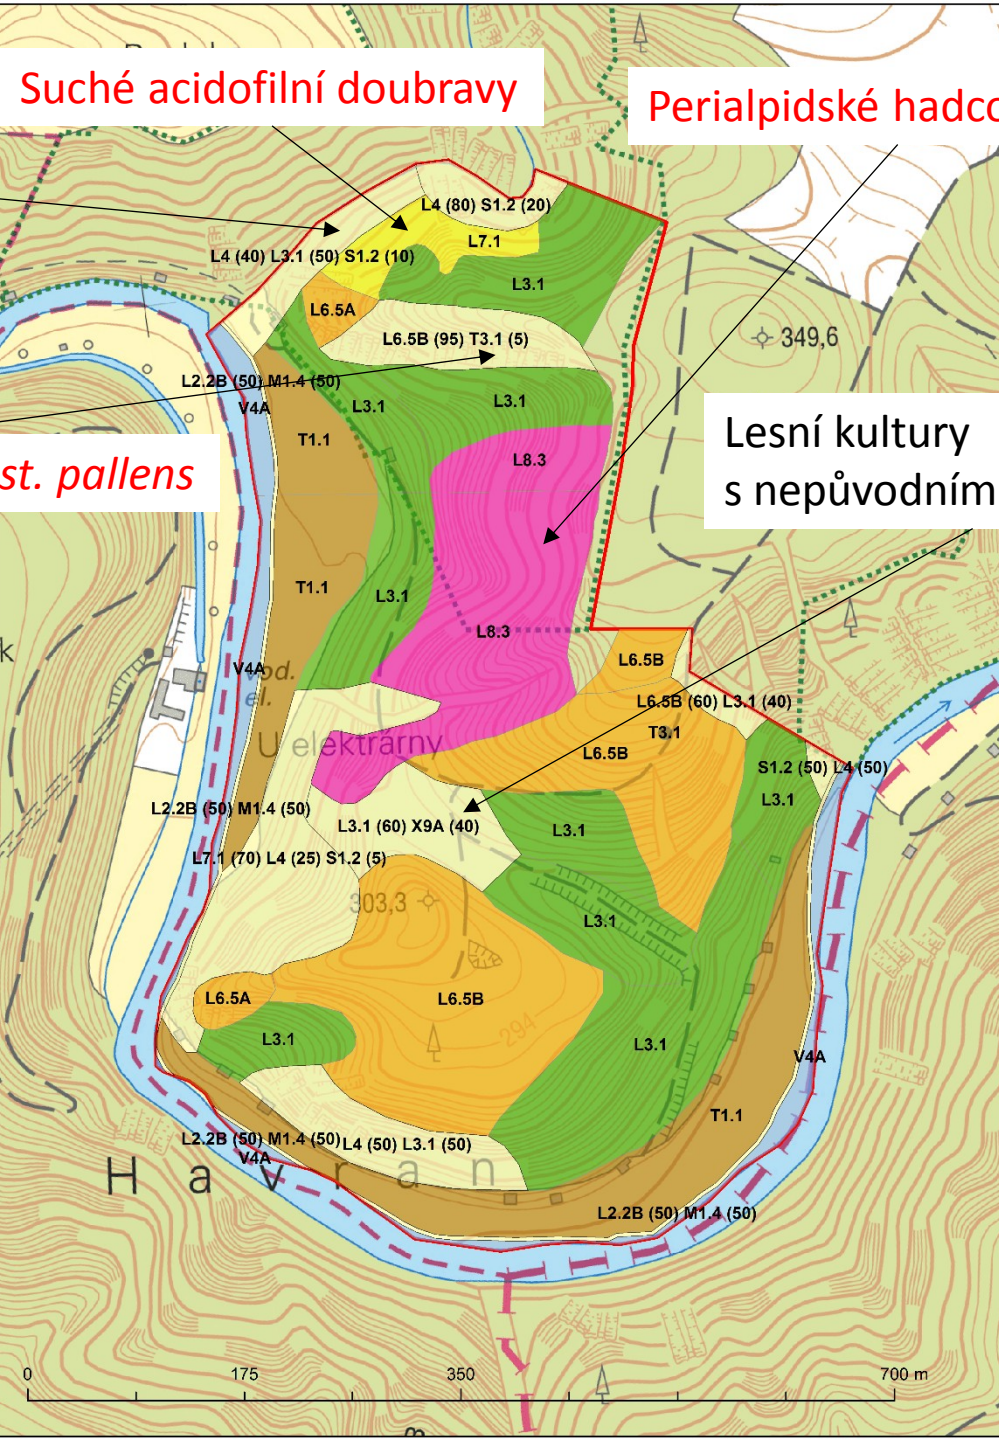 Suché acidofilní doubravy
Perialpidské hadco
L4 (80) S1.2 (20)
L7.1
L4 (40) L3.1 (50) S1.2 (10)
L3.1
L6.5A
L6.5B (95) T3.1 (5)
349,6
L2.2B (50) M1.4 (50)
V4A
L3.1
L3.1
T1.1
Lesní kultury
s nepůvodním
st. pallens
L8.3
T1.1
L3.1
L8.3
k
V4A
vod.
el.
L6.5B
L6.5B (60) L3.1 (40)
T3.1
U elektrárny
L6.5B
S1.2 (50) L4 (50)
L3.1
L2.2B (50) M1.4 (50)
L3.1 (60) X9A (40)
L3.1
L7.1 (70) L4 (25) S1.2 (5)
303,3
L3.1
L6.5A
L6.5B
294
L3.1
L3.1
V4A
T1.1
L2.2B (50) M1.4 (50)
L4 (50) L3.1 (50)
V4A
Havran
L2.2B (50) M1.4 (50)
0
175
350
700 m